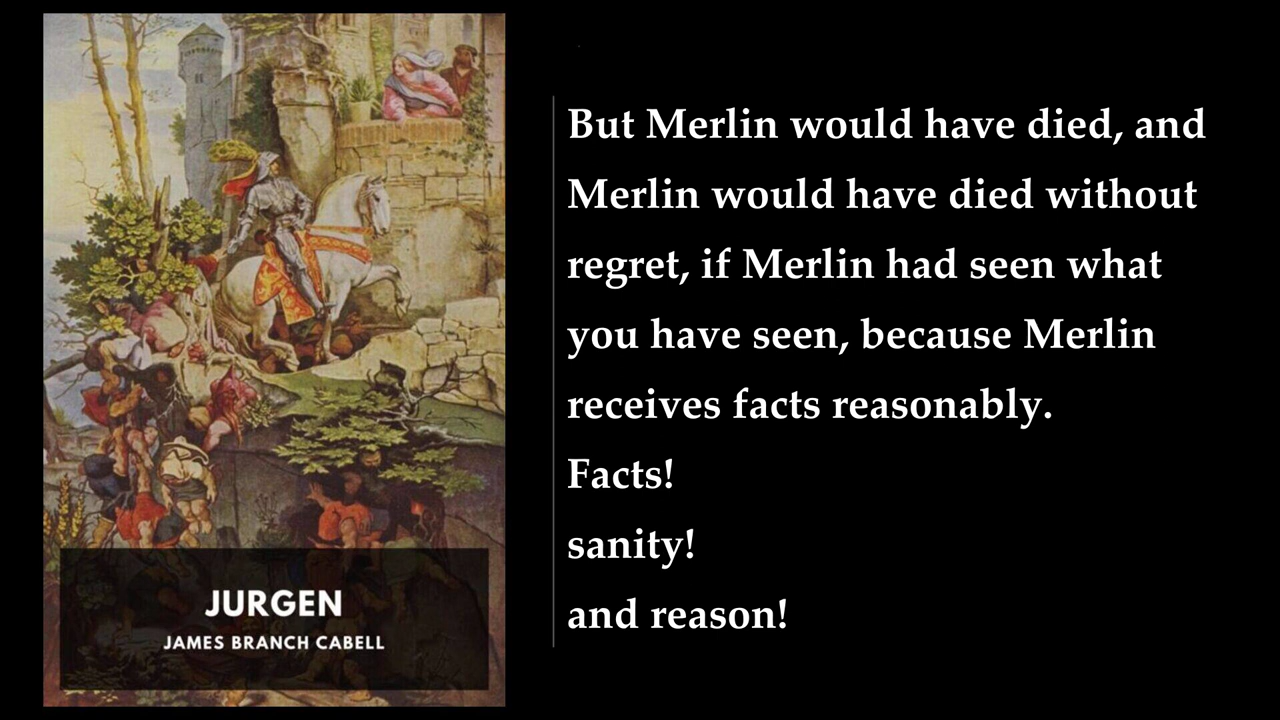 JURGEN
JAMES BRANCH CABELL
But Merlin would have died, and
Merlin would have died without
regret, if Merlin had seen what
you have seen, because Merlin
receives facts reasonably.
Facts!
sanity!
and reason!